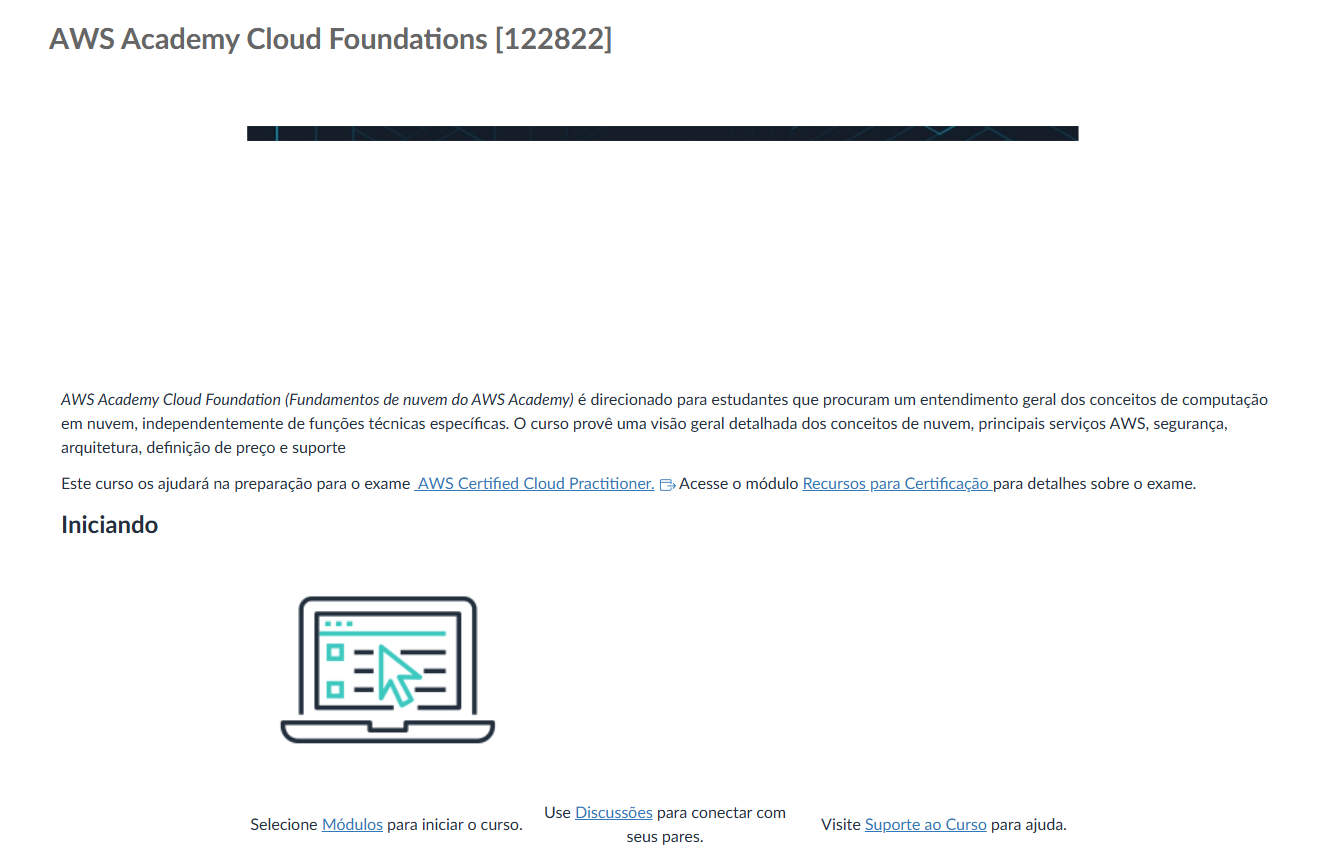 AWS Academy Cloud Foundations [122822]
AWS Academy Cloud Foundation (Fundamentos de nuvem do AWS Academy) é direcionado para estudantes que procuram um entendimento geral dos conceitos de computação
em nuvem, independentemente de funções técnicas específicas. O curso provê uma visão geral detalhada dos conceitos de nuvem, principais serviços AWS, segurança,
arquitetura, definição de preço e suporte
Este curso os ajudará na preparação para o exame AWS Certified Cloud Practitioner. Acesse o módulo Recursos para Certificação para detalhes sobre o exame.
Iniciando
Selecione Módulos para iniciar o curso.
Use Discussões para conectar com
seus pares.
Visite Suporte ao Curso para ajuda.